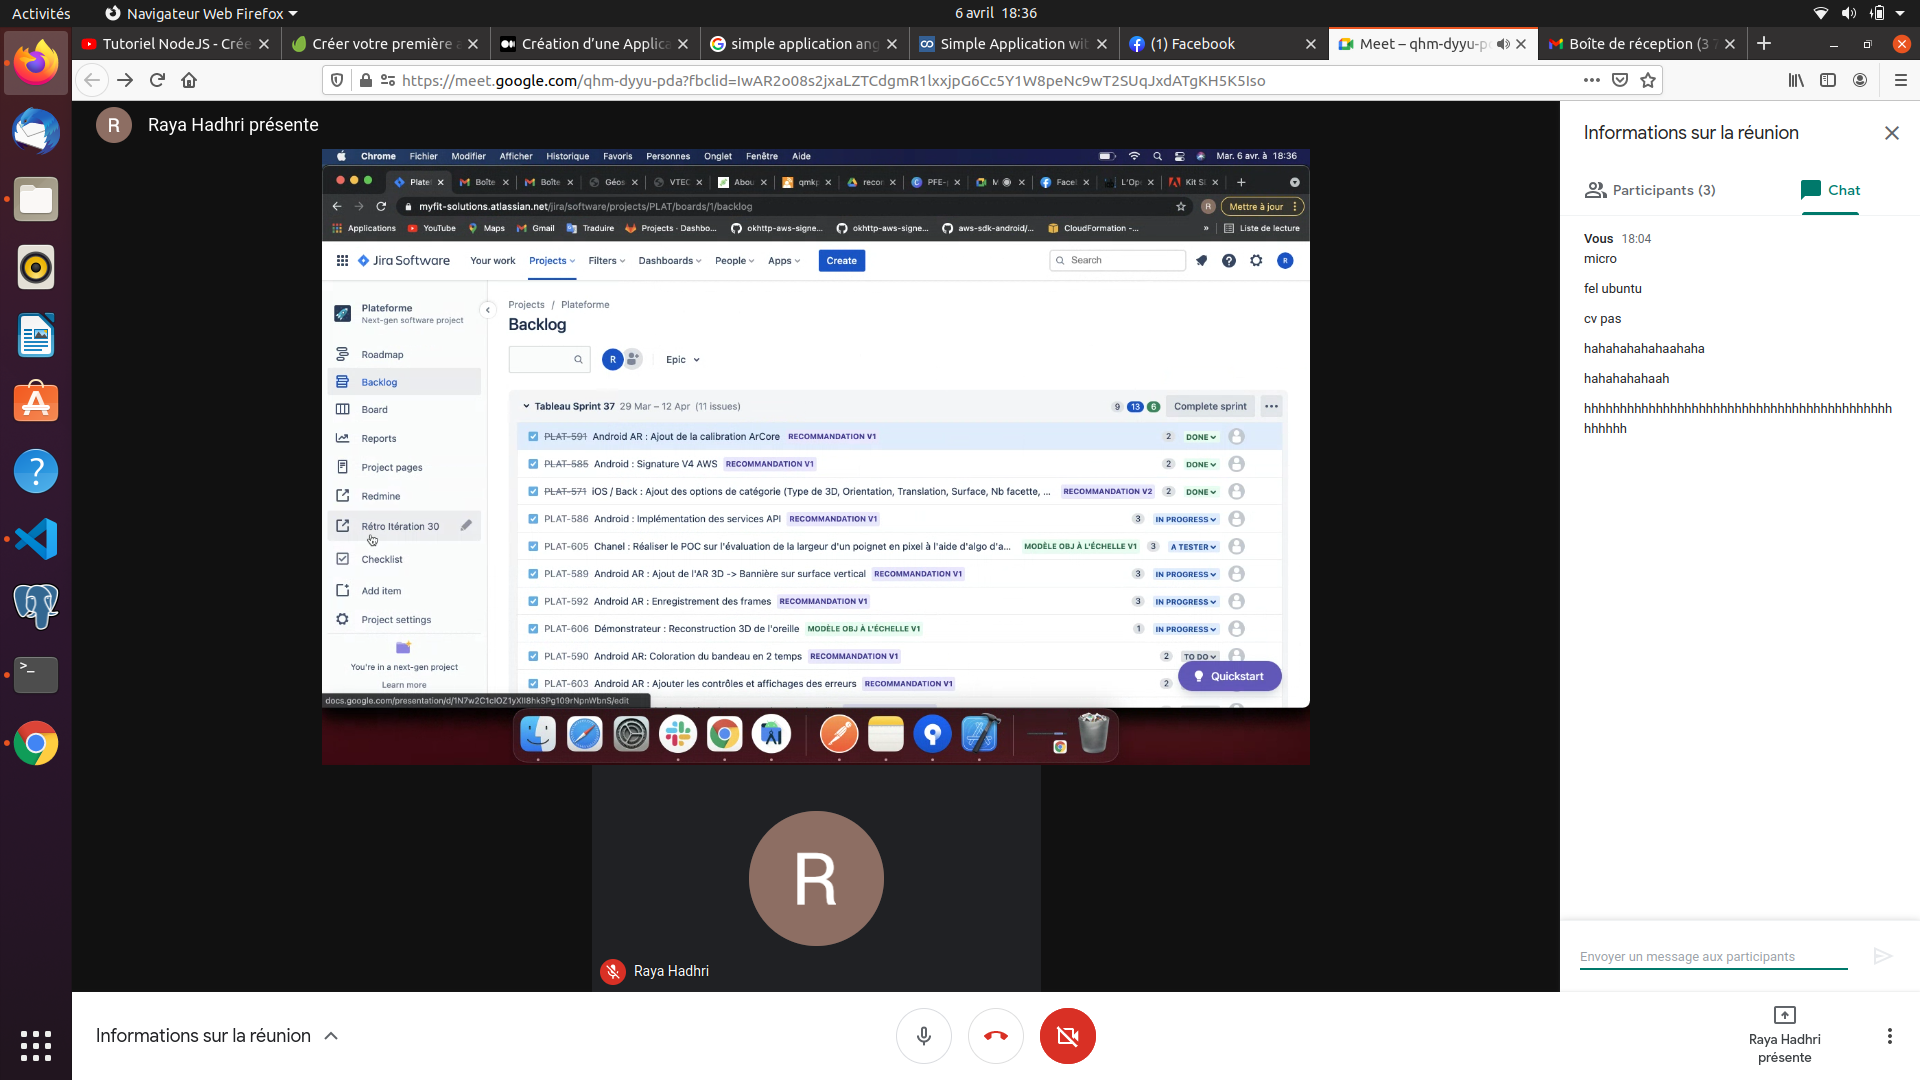 Activités
Navigateur Web Firefox
6 avril 18:36
Tutoriel NodeJS - Crée
Créer votre première a
Création d'une Applica
simple application ang
Simple Application wit
(1) Facebook
Meet – qhm-dyyu-p
Boîte de réception (3 7
https://meet.google.com/qhm-dyyu-pda?fbclid=IwAR2o08s2jxaLZTCdgmR1lxxjpG6Cc5Y1W8peNc9wT2SUqJxdATgKH5K5Iso
R
Raya Hadhri présente
Chrome Fichier Modifier Afficher Historique Favoris Personnes Onglet Fenêtre Aide
Mar. 6 avr. à 18:36
Platef
Boîte
Boîte
Géos
VTEC
Abou
qmkp
recon
PFE-
M
Facel
L'Op
Kit S
myfit-solutions.atlassian.net/jira/software/projects/PLAT/boards/1/backlog
R
Mettre à jour
Applications
YouTube
Maps
Gmail
Traduire
Projects · Dashbo...
okhttp-aws-signe...
okhttp-aws-signe...
aws-sdk-android/...
CloudFormation -...
»
Liste de lecture
Jira Software
Your work
Projects
Filters
Dashboards
People
Apps
Create
Search
R
Plateforme
Next-gen software project
Roadmap
Backlog
Board
Reports
Project pages
Redmine
Rétro Itération 30
Checklist
Add item
Project settings
You're in a next-gen project
Learn more
Projects / Plateforme
Backlog
R
Epic
Tableau Sprint 37 29 Mar – 12 Apr (11 issues)
9 13 6
Complete sprint
PLAT-591 Android AR : Ajout de la calibration ArCore RECOMMANDATION V1 2 DONE
PLAT-585 Android : Signature V4 AWS RECOMMANDATION V1 2 DONE
PLAT-571 iOS / Back : Ajout des options de catégorie (Type de 3D, Orientation, Translation, Surface, Nb facette, ... RECOMMANDATION V2 2 DONE
PLAT-586 Android : Implémentation des services API RECOMMANDATION V1 3 IN PROGRESS
PLAT-605 Chanel : Réaliser le POC sur l'évaluation de la largeur d'un poignet en pixel à l'aide d'algo d'a... MODÈLE OBJ À L'ÉCHELLE V1 3 A TESTER
PLAT-589 Android AR : Ajout de l'AR 3D -> Bannière sur surface vertical RECOMMANDATION V1 3 IN PROGRESS
PLAT-592 Android AR : Enregistrement des frames RECOMMANDATION V1 3 IN PROGRESS
PLAT-606 Démonstrateur : Reconstruction 3D de l'oreille MODÈLE OBJ À L'ÉCHELLE V1 1 IN PROGRESS
PLAT-590 Android AR: Coloration du bandeau en 2 temps RECOMMANDATION V1 2 TO DO
PLAT-603 Android AR : Ajouter les contrôles et affichages des erreurs RECOMMANDATION V1 2
Quickstart
R
Raya Hadhri
Informations sur la réunion
Participants (3)
Chat
Vous 18:04
micro
fel ubuntu
cv pas
hahahahahahaahaha
hahahahahaah
hhhhhhhhhhhhhhhhhhhhhhhhhhhhhhhhhhhhhhhhhhh
hhhhhh
Envoyer un message aux participants
Informations sur la réunion
Raya Hadhri
présente